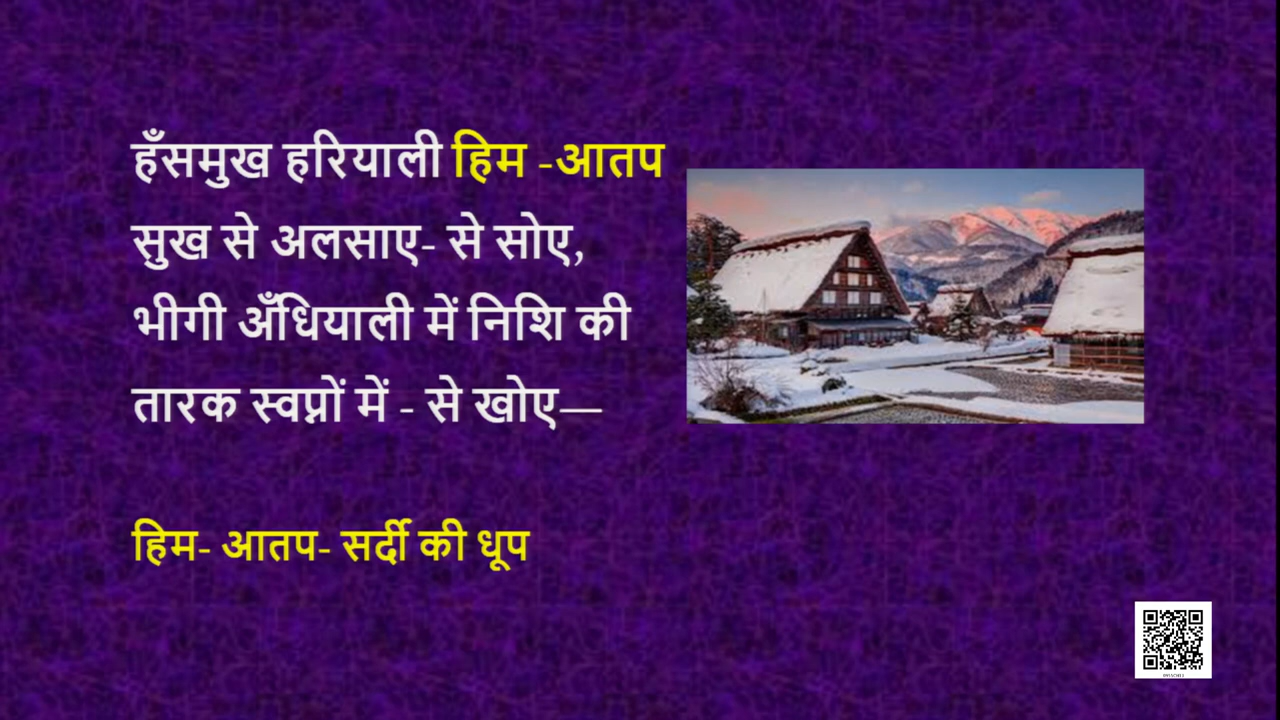 हँसमुख हरियाली हिम -आतप
सुख से अलसाए- से सोए,
भीगी अँधियाली में निशि की
तारक स्वप्नों में - से खोए—
हिम- आतप- सर्दी की धूप